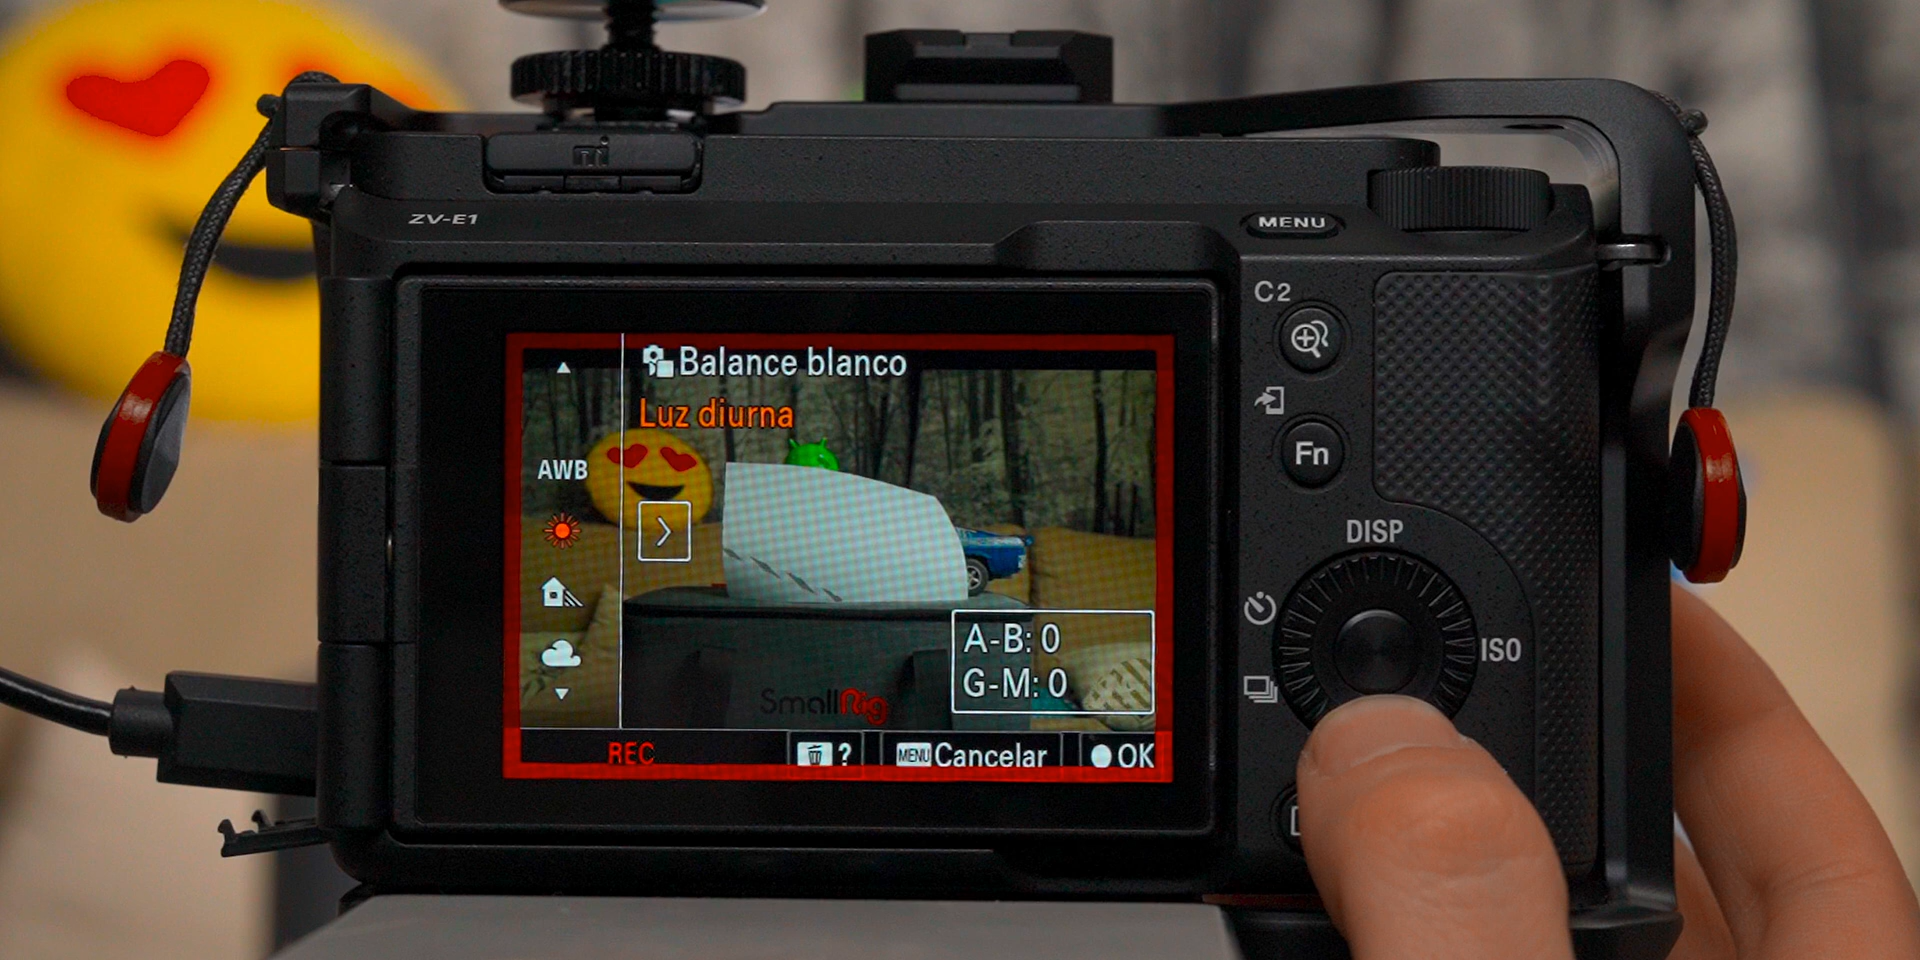 ZV-E1
MENU
C2
Fn
DISP
ISO
Balance blanco
Luz diurna
AWB
A-B: 0
G-M: 0
SmallRig
REC
?
MENU Cancelar
OK